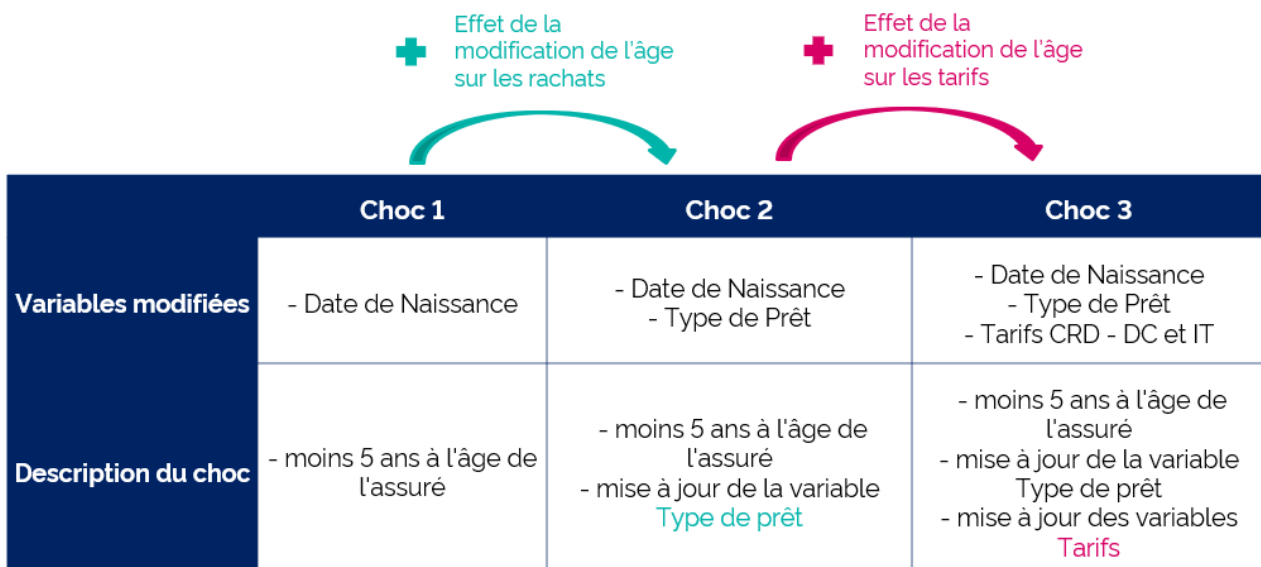 Effet de la
modification de l'âge
sur les rachats
Effet de la
modification de l'âge
sur les tarifs
Choc 1
Choc 2
Choc 3
Variables modifiées
- Date de Naissance
- Date de Naissance
- Type de Prêt
- Date de Naissance
- Type de Prêt
- Tarifs CRD - DC et IT
Description du choc
- moins 5 ans à l'âge de
l'assuré
- moins 5 ans à l'âge de
l'assuré
- mise à jour de la variable
Type de prêt
- moins 5 ans à l'âge de
l'assuré
- mise à jour de la variable
Type de prêt
- mise à jour des variables
Tarifs